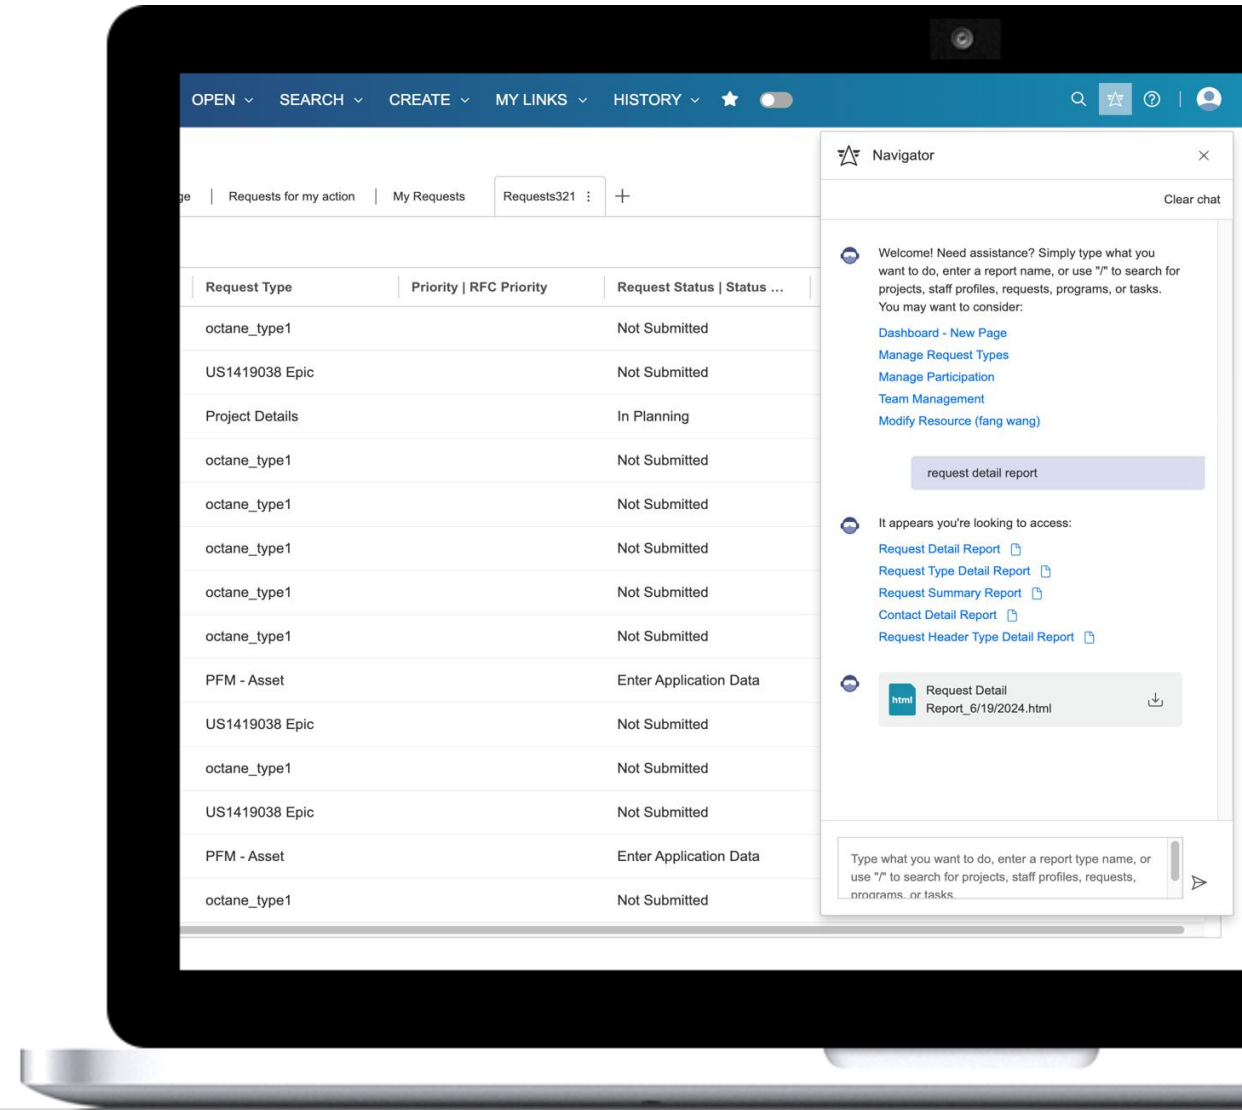 OPEN SEARCH CREATE MY LINKS HISTORY
Navigator
Clear chat
ge Requests for my action My Requests Requests321
Request Type Priority | RFC Priority Request Status | Status ...
octane_type1 Not Submitted
US1419038 Epic Not Submitted
Project Details In Planning
octane_type1 Not Submitted
octane_type1 Not Submitted
octane_type1 Not Submitted
octane_type1 Not Submitted
octane_type1 Not Submitted
PFM - Asset Enter Application Data
US1419038 Epic Not Submitted
octane_type1 Not Submitted
US1419038 Epic Not Submitted
PFM - Asset Enter Application Data
octane_type1 Not Submitted
Welcome! Need assistance? Simply type what you
want to do, enter a report name, or use "/" to search for
projects, staff profiles, requests, programs, or tasks.
You may want to consider:
Dashboard - New Page
Manage Request Types
Manage Participation
Team Management
Modify Resource (fang wang)
request detail report
It appears you're looking to access:
Request Detail Report
Request Type Detail Report
Request Summary Report
Contact Detail Report
Request Header Type Detail Report
html
Request Detail
Report_6/19/2024.html
Type what you want to do, enter a report type name, or
use "/" to search for projects, staff profiles, requests,
programs, or tasks.